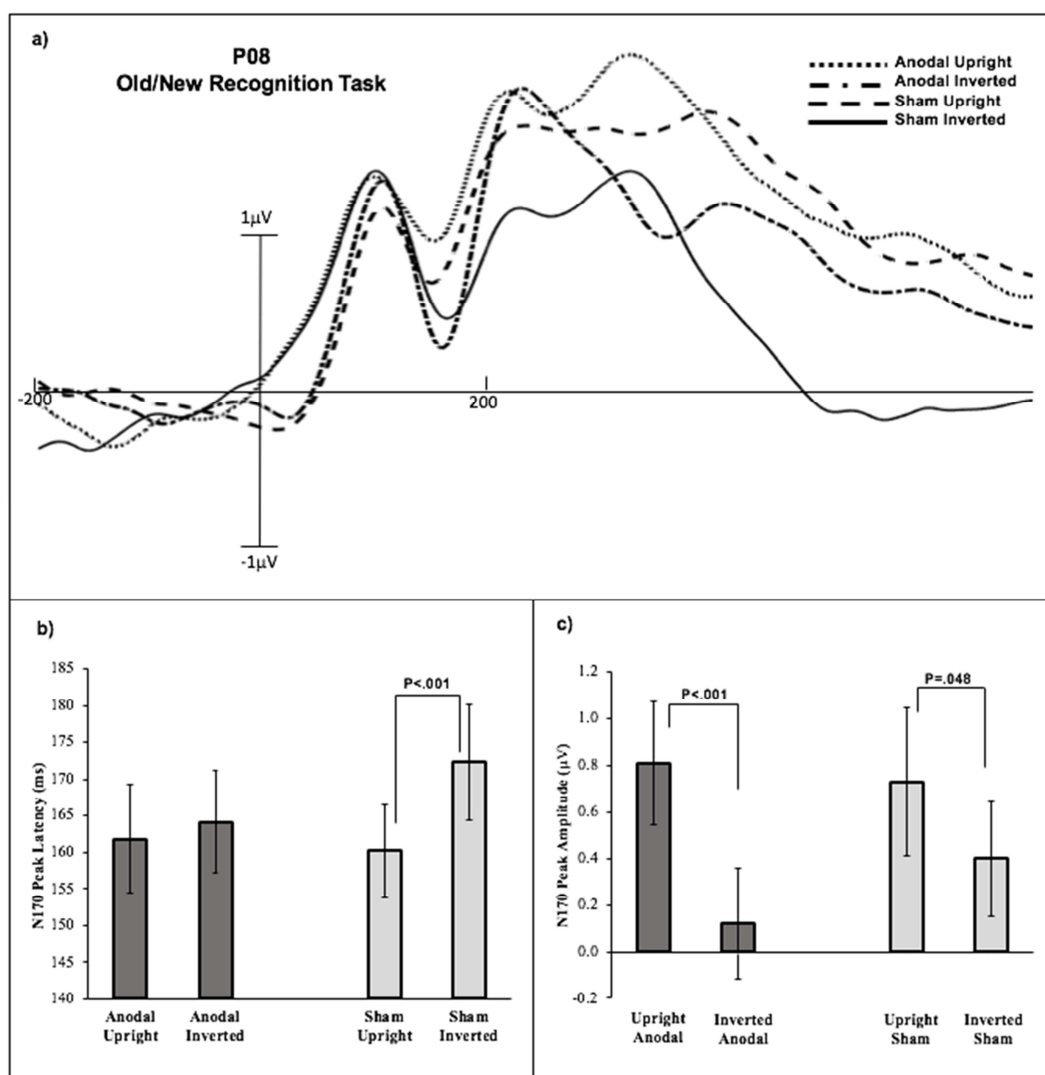 a)
P08
Old/New Recognition Task
Anodal Upright
Anodal Inverted
Sham Upright
Sham Inverted
1μV
-200
200
-1μV
b)
N170 Peak Latency (ms)
185
180
175
170
165
160
155
150
145
140
P<.001
Anodal Upright
Anodal Inverted
Sham Upright
Sham Inverted
c)
N170 Peak Amplitude (μV)
1.2
1.0
0.8
0.6
0.4
0.2
0.0
-0.2
P<.001
P=.048
Upright Anodal
Inverted Anodal
Upright Sham
Inverted Sham